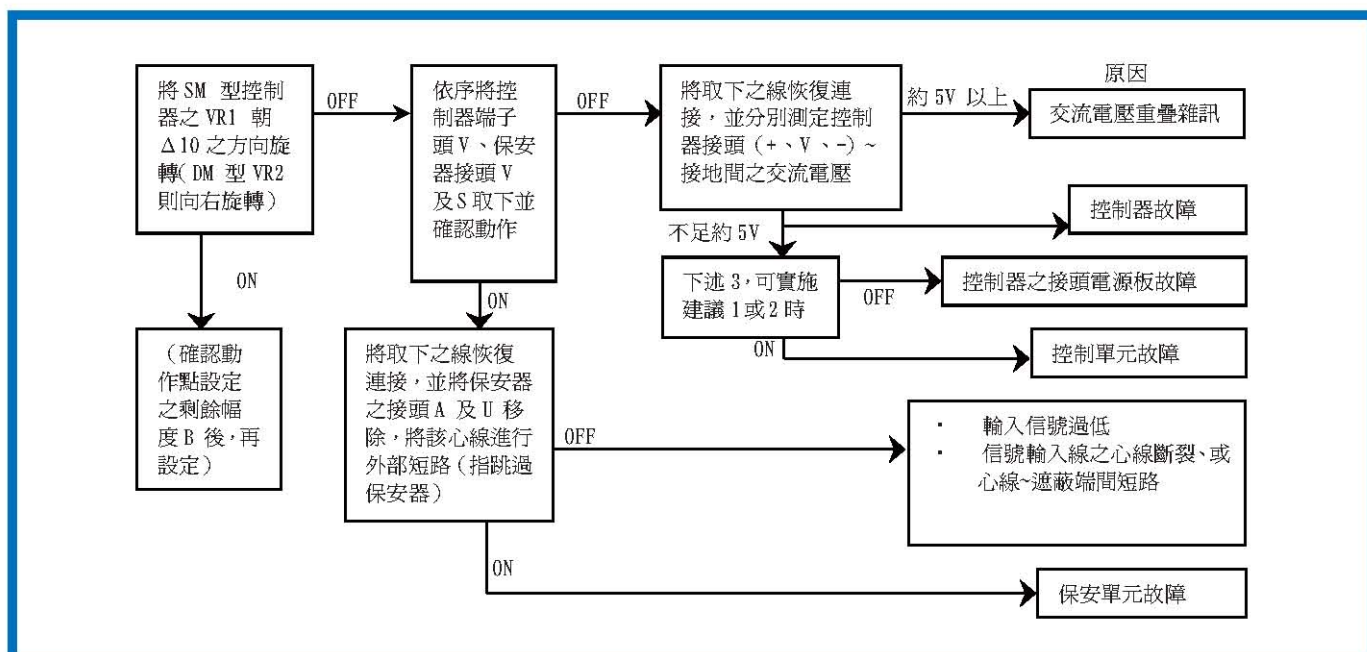 將 SM 型控制
器之 VR1 朝
Δ10 之方向旋
轉(DM 型 VR2
則向右旋轉)
OFF
依序將控
制器端子
頭V、保安
器接頭V
及S取下並
確認動作
OFF
將取下之線恢復連
接,並分別測定控制
器接頭(+、V、-)~
接地間之交流電壓
約5V 以上
原因
交流電壓重疊雜訊
控制器故障
不足約5V
ON
下述3,可實施
建議1或2時
OFF
控制器之接頭電源板故障
ON
控制單元故障
ON
(確認動
作點設定
之剩餘幅
度B後,再
設定)
將取下之線恢復
連接,並將保安器
之接頭A 及U移
除,將該心線進行
外部短路(指跳過
保安器)
OFF
· 輸入信號過低
· 信號輸入線之心線斷裂、或
心線~遮蔽端間短路
ON
保安單元故障